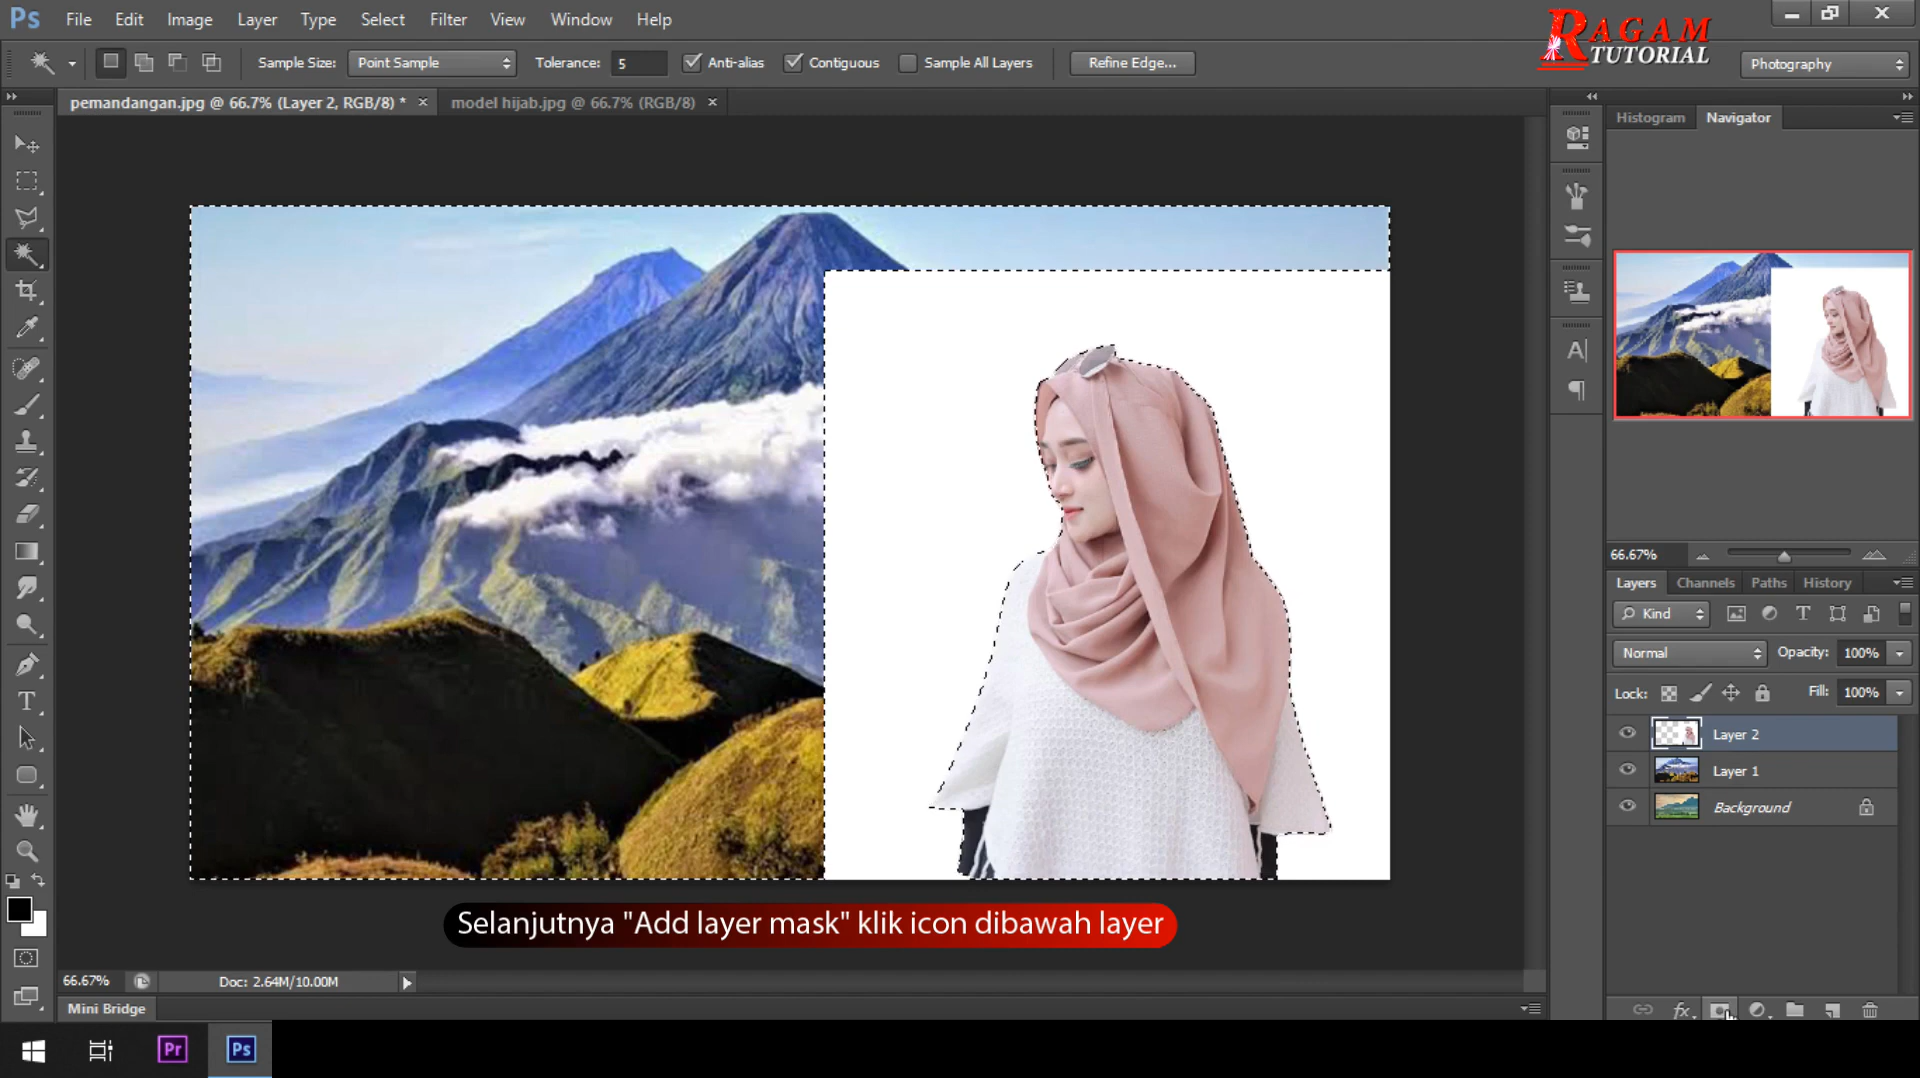 Ps File Edit Image Layer Type Select Filter View Window Help
RAGAM
TUTORIAL
Sample Size: Point Sample Tolerance: 5 Anti-alias Contiguous Sample All Layers Refine Edge... Photography
pemandangan.jpg @ 66.7% (Layer 2, RGB/8) * × model hijab.jpg @ 66.7% (RGB/8) ×
Histogram Navigator
66.67%
Layers Channels Paths History
Kind
Normal Opacity: 100%
Lock: Fill: 100%
Layer 2
Layer 1
Background
Selanjutnya "Add layer mask" klik icon dibawah layer
66.67% Doc: 2.64M/10.00M
Mini Bridge
fx
Pr Ps